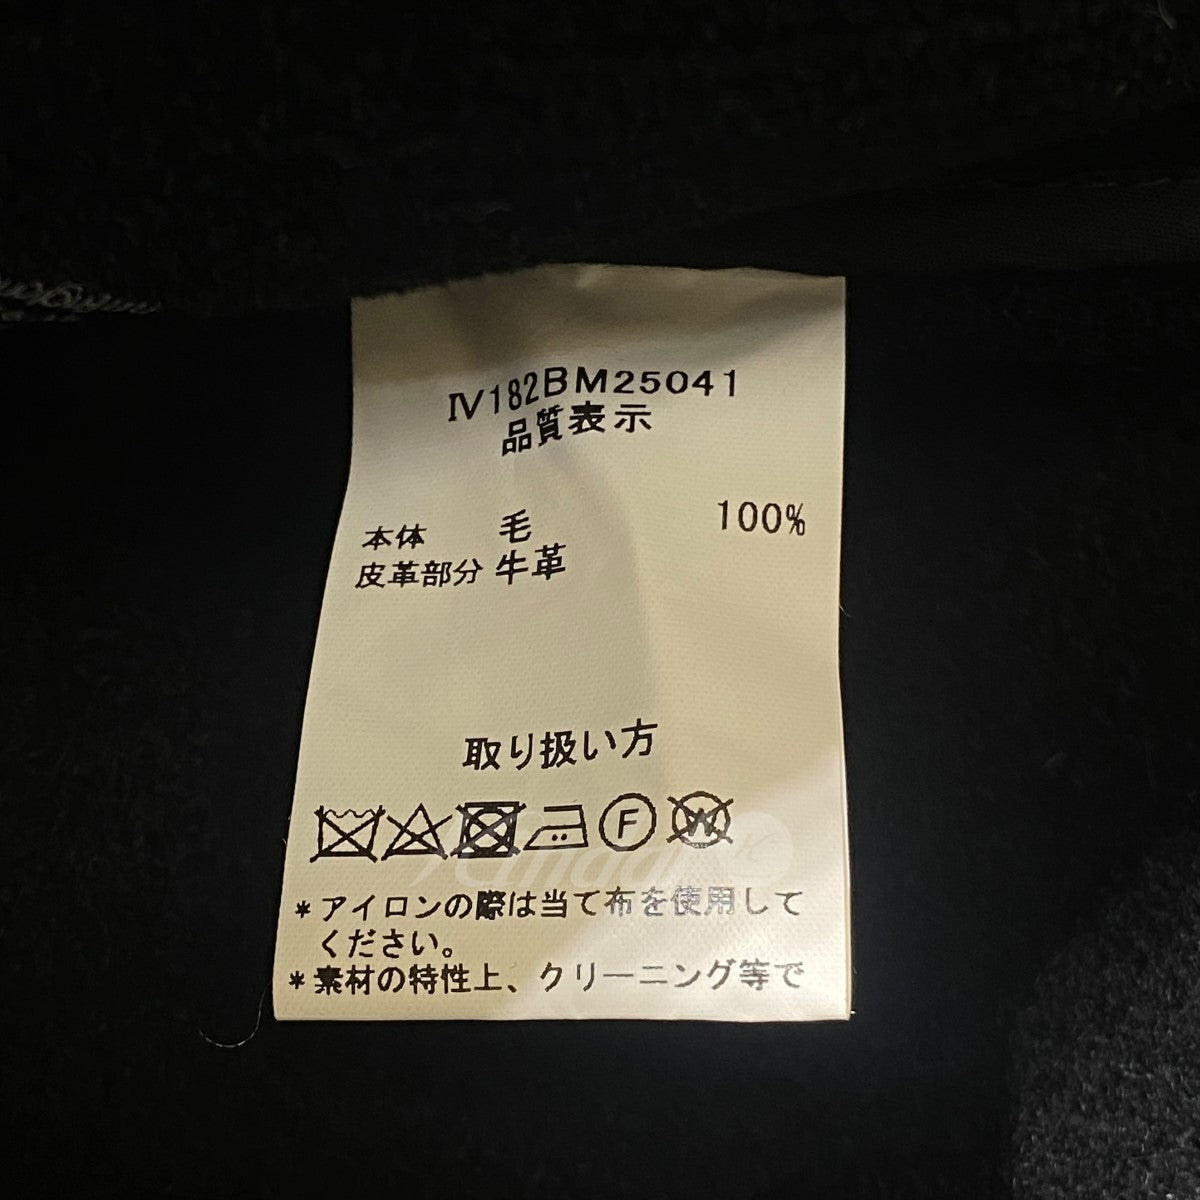 Ⅳ182BM25041
品質表示
本体 毛 100%
皮革部分 牛革
取り扱い方
F W
*アイロンの際は当て布を使用して
ください。
*素材の特性上、クリーニング等で